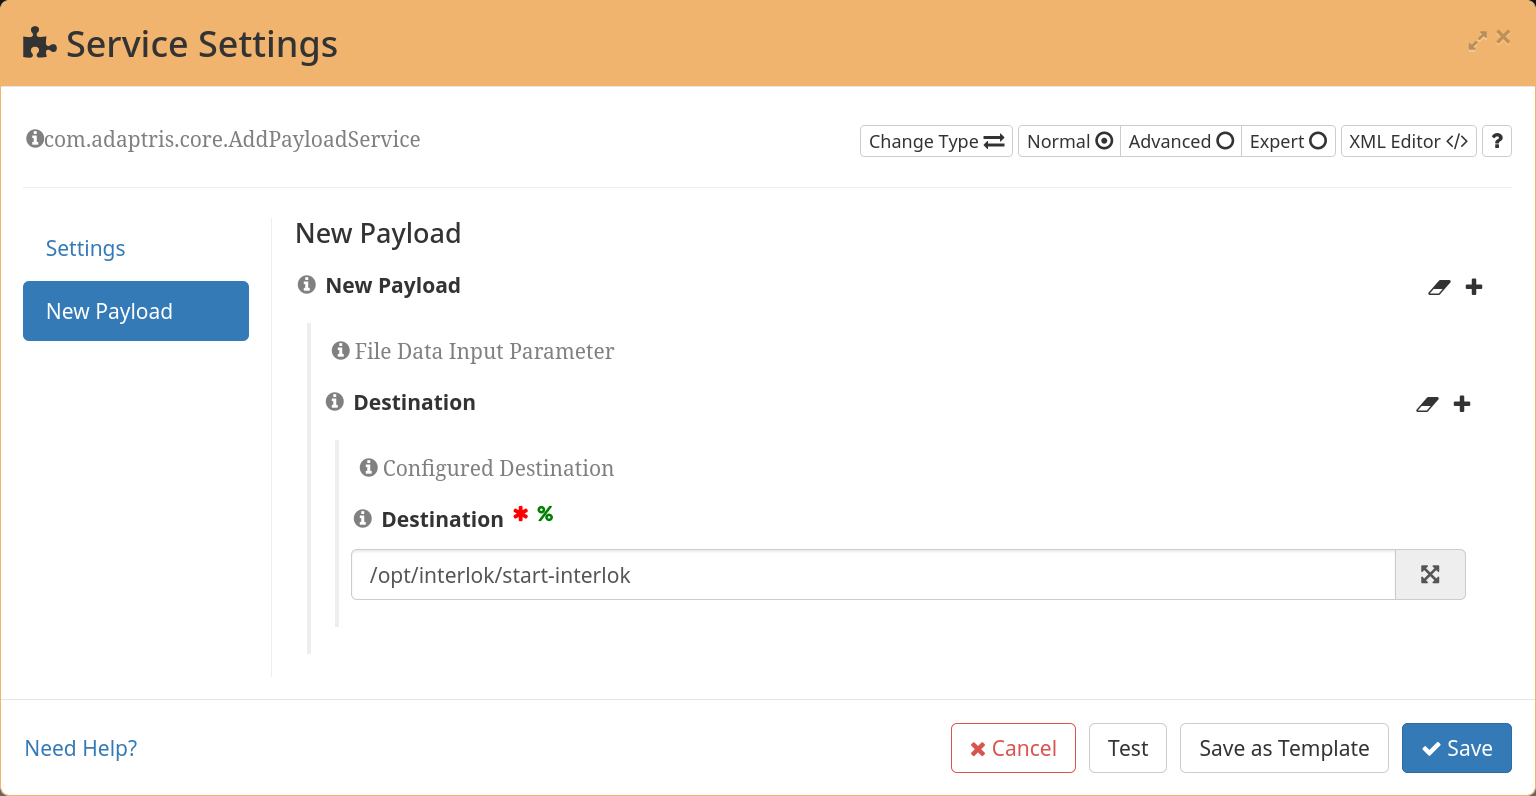 Service Settings
com.adaptris.core.AddPayloadService
Change Type Normal Advanced Expert XML Editor </> ?
Settings
New Payload
New Payload
New Payload
File Data Input Parameter
Destination
Configured Destination
Destination * %
/opt/interlok/start-interlok
Need Help?
Cancel Test Save as Template Save